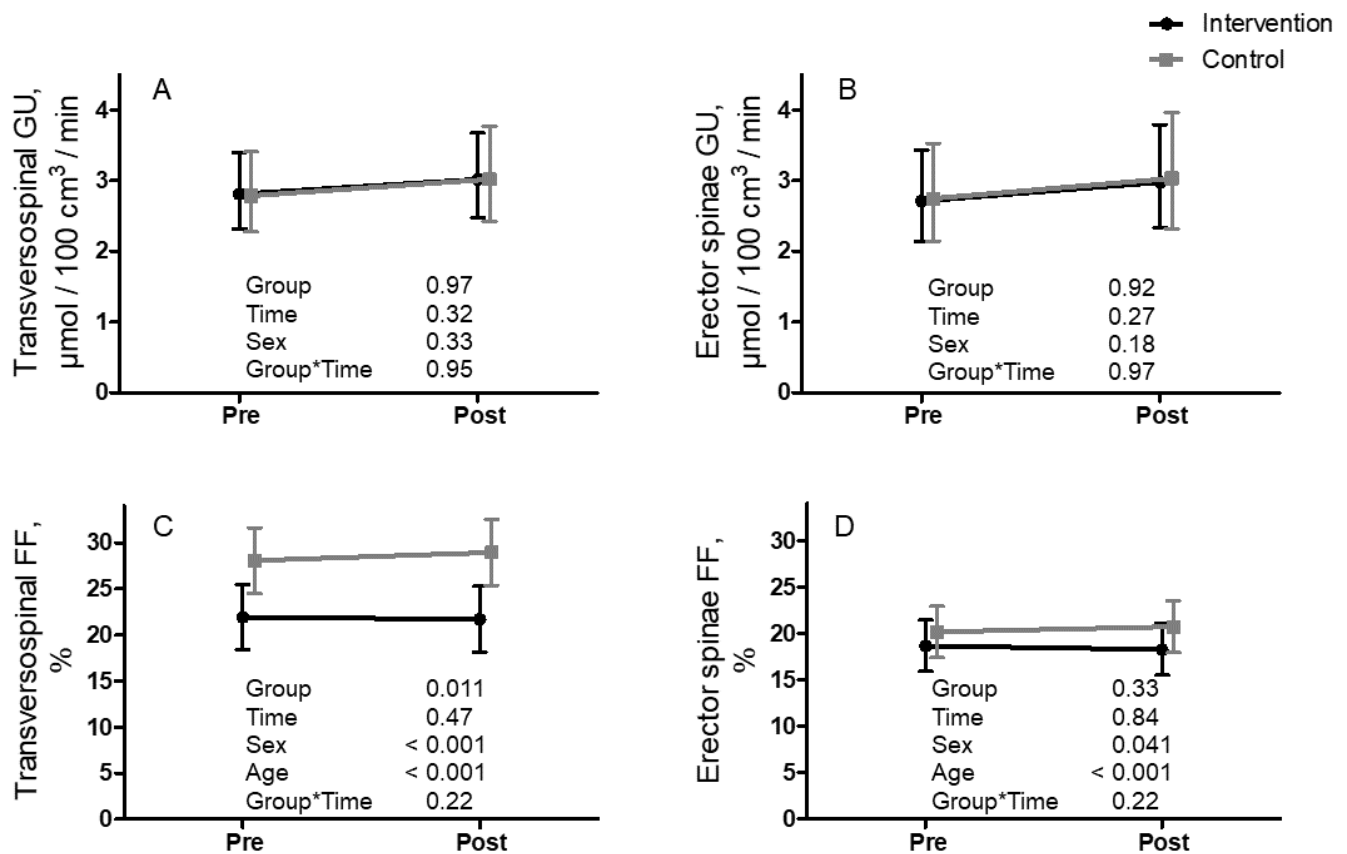 Intervention
Control
A
Transversospinal GU,
µmol / 100 cm³ / min
4
3
2
1
0
Group 0.97
Time 0.32
Sex 0.33
Group*Time 0.95
Pre Post
B
Erector spinae GU,
µmol / 100 cm³ / min
4
3
2
1
0
Group 0.92
Time 0.27
Sex 0.18
Group*Time 0.97
Pre Post
C
Transversospinal FF,
%
30
25
20
15
10
5
0
Group 0.011
Time 0.47
Sex < 0.001
Age < 0.001
Group*Time 0.22
Pre Post
D
Erector spinae FF,
%
30
25
20
15
10
5
0
Group 0.33
Time 0.84
Sex 0.041
Age < 0.001
Group*Time 0.22
Pre Post